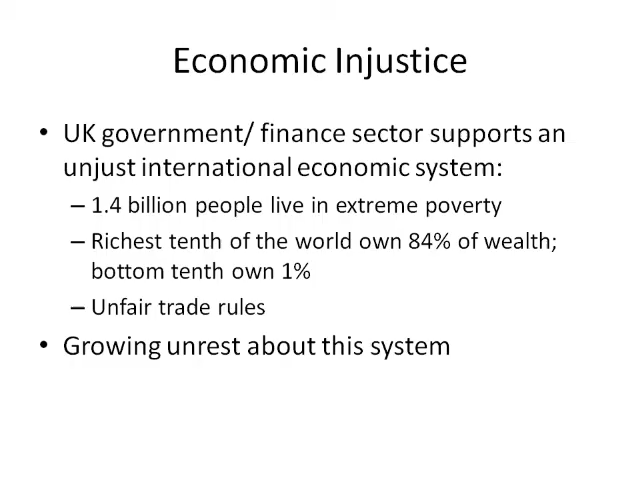 Economic Injustice
• UK government/ finance sector supports an
unjust international economic system:
– 1.4 billion people live in extreme poverty
– Richest tenth of the world own 84% of wealth;
bottom tenth own 1%
– Unfair trade rules
• Growing unrest about this system